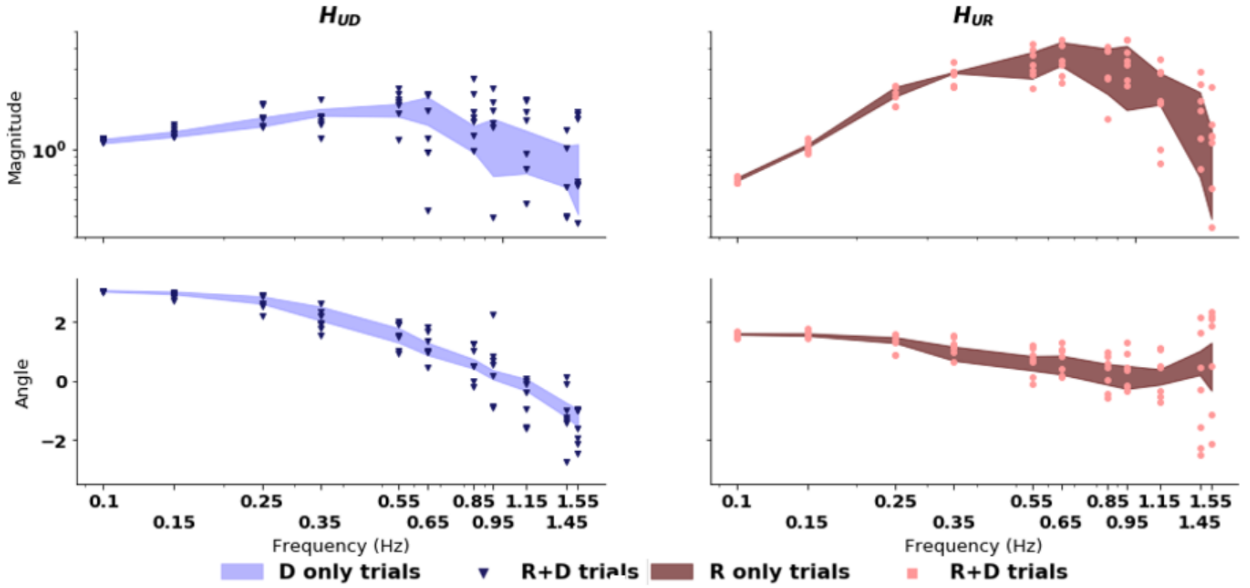 H_UD
H_UR
Magnitude
10⁰
10⁰
Angle
2
0
−2
2
0
−2
0.1 0.25 0.55 0.85 1.15 1.55
0.15 0.35 0.65 0.95 1.45
Frequency (Hz)
0.1 0.25 0.55 0.85 1.15 1.55
0.15 0.35 0.65 0.95 1.45
Frequency (Hz)
D only trials R+D trials R only trials R+D trials